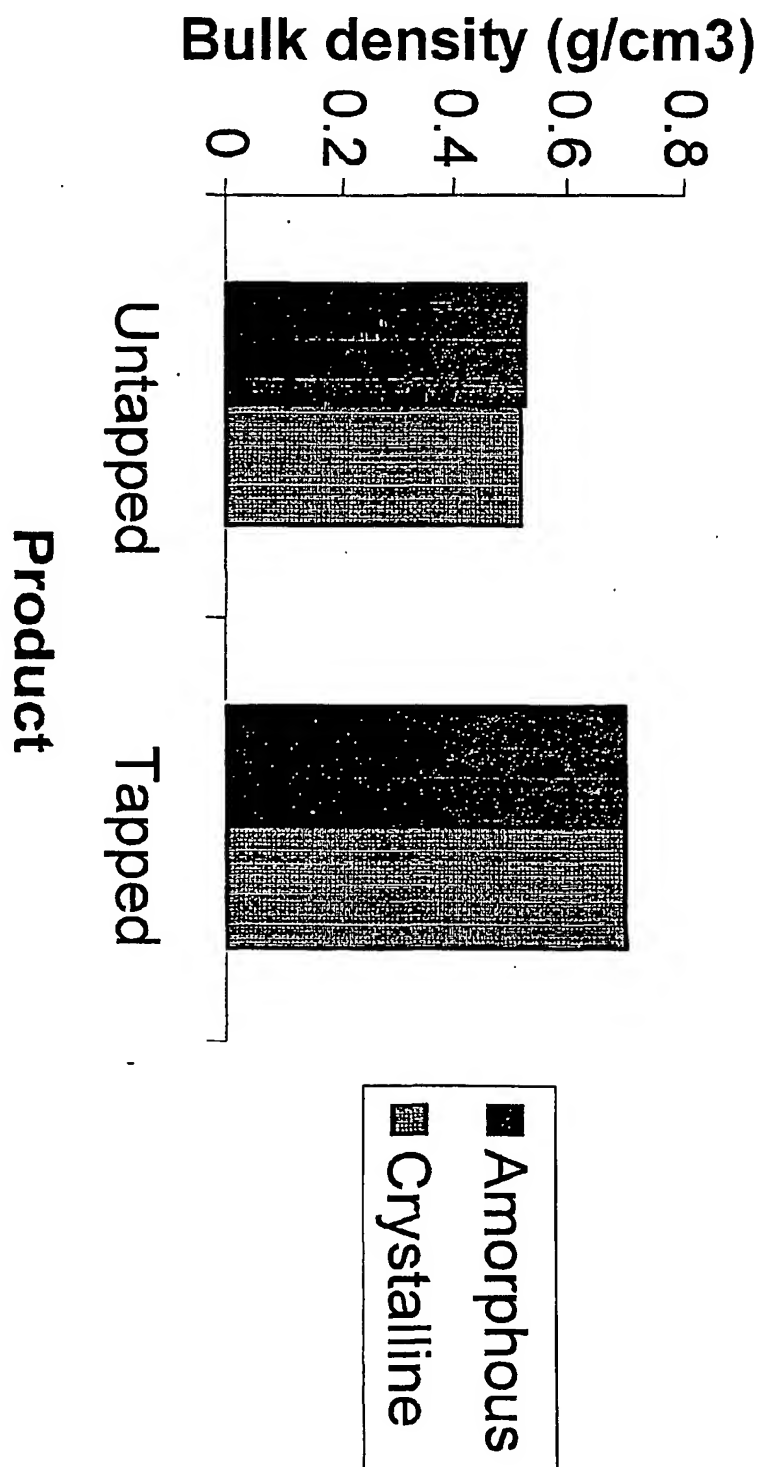 Bulk density (g/cm3)
0.8
0.6
0.4
0.2
0
Untapped
Tapped
Product
Amorphous
Crystalline